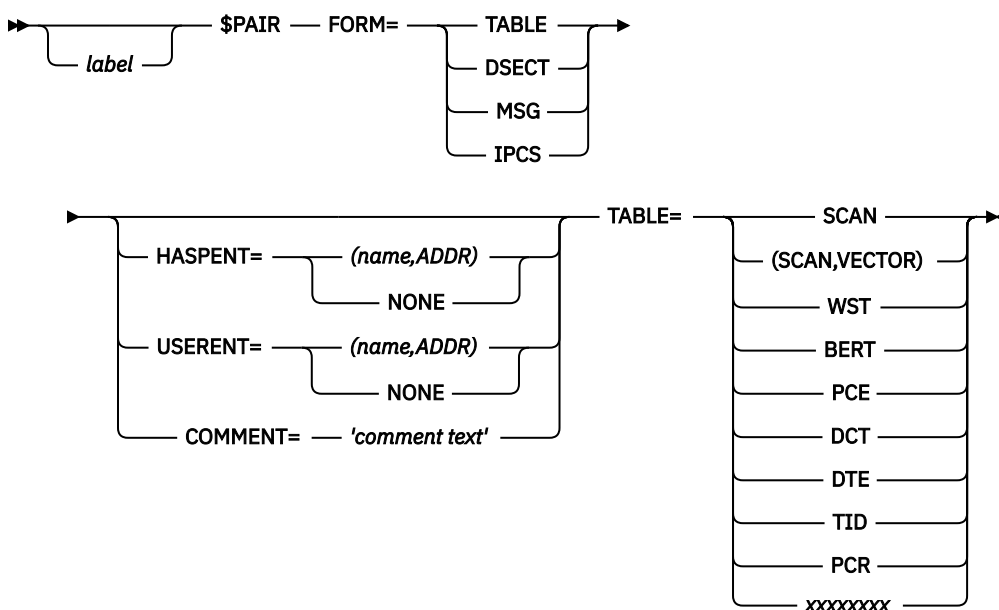 $PAIR FORM= TABLE
label
DSECT
MSG
IPCS
TABLE= SCAN
HASPENT= (name,ADDR) (SCAN,VECTOR)
NONE WST
USERENT= (name,ADDR) BERT
NONE PCE
COMMENT= 'comment text' DCT
DTE
TID
PCR
xxxxxxxx